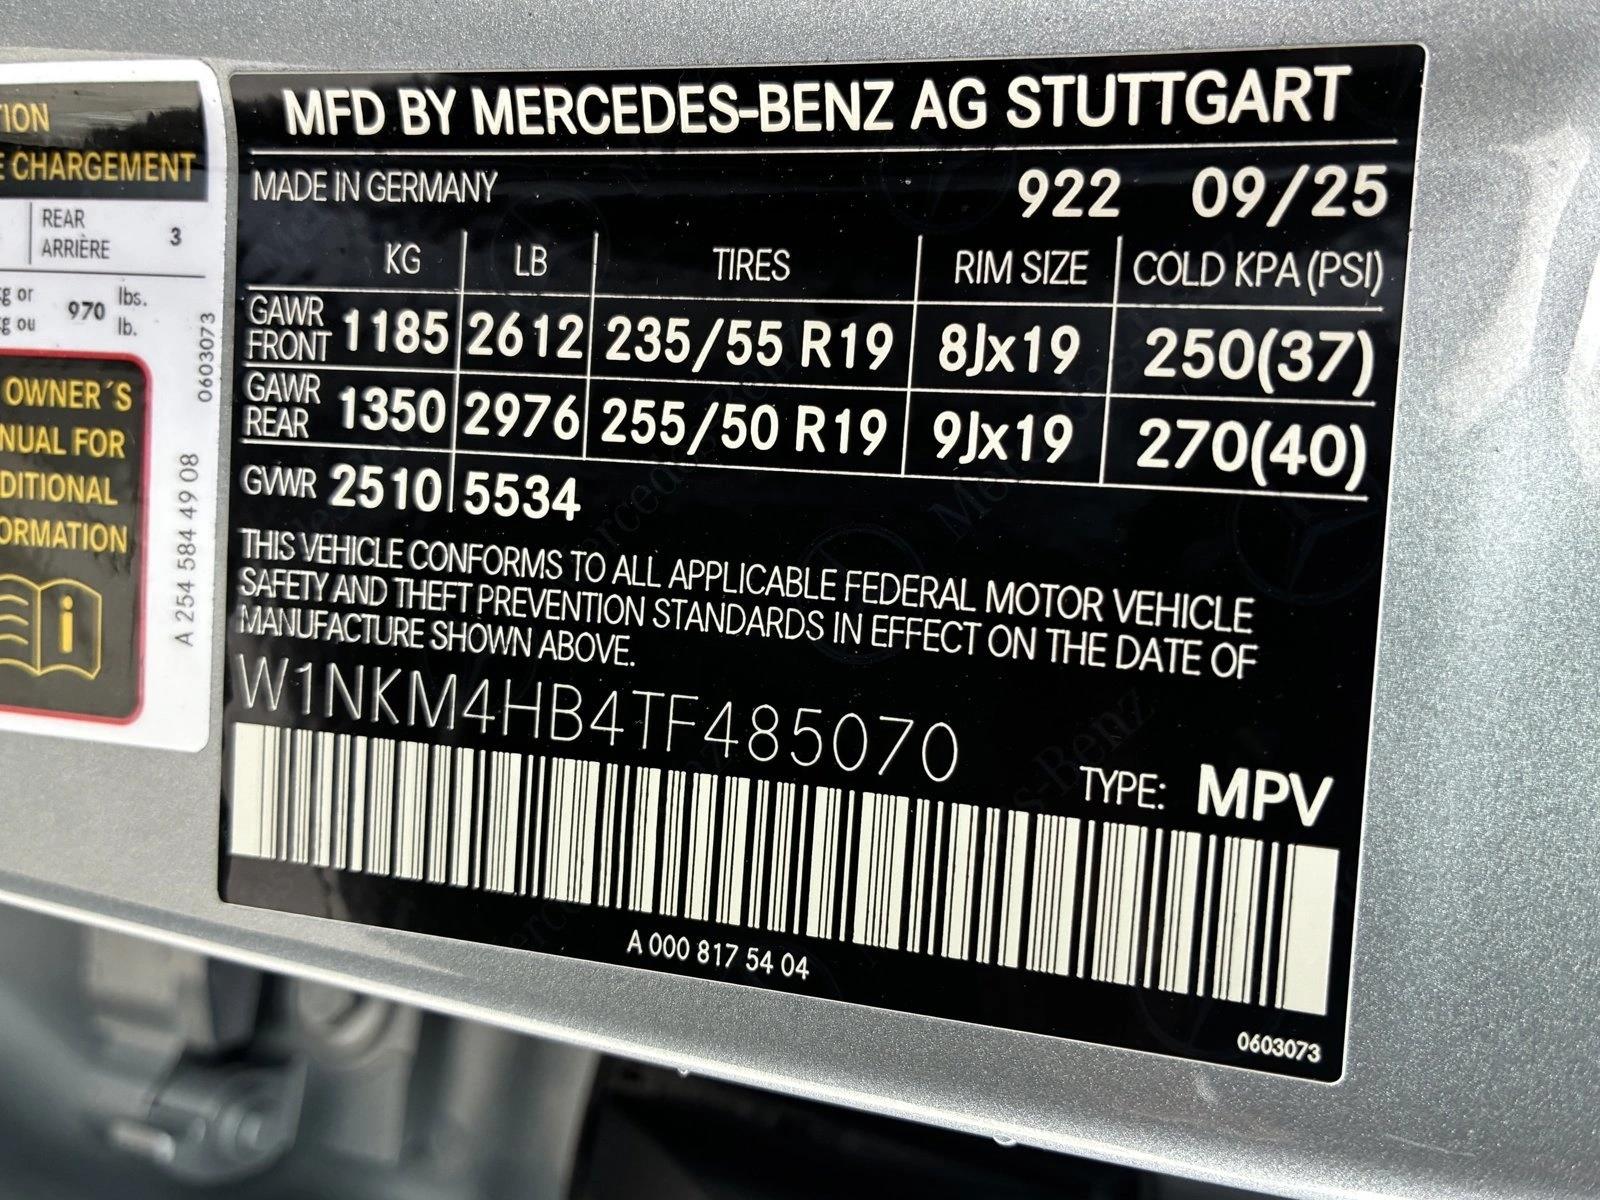 TION
E CHARGEMENT
REAR
ARRIÈRE 3
kg or 970 lbs.
kg ou lb.
0603073
OWNER´S
NUAL FOR
DITIONAL
ORMATION
A 254 584 49 08
MFD BY MERCEDES-BENZ AG STUTTGART
MADE IN GERMANY 922 09/25
KG LB TIRES RIM SIZE COLD KPA (PSI)
GAWR FRONT 1185 2612 235/55 R19 8Jx19 250(37)
GAWR REAR 1350 2976 255/50 R19 9Jx19 270(40)
GVWR 2510 5534
THIS VEHICLE CONFORMS TO ALL APPLICABLE FEDERAL MOTOR VEHICLE
SAFETY AND THEFT PREVENTION STANDARDS IN EFFECT ON THE DATE OF
MANUFACTURE SHOWN ABOVE.
W1NKM4HB4TF485070
TYPE: MPV
A 000 817 54 04
0603073